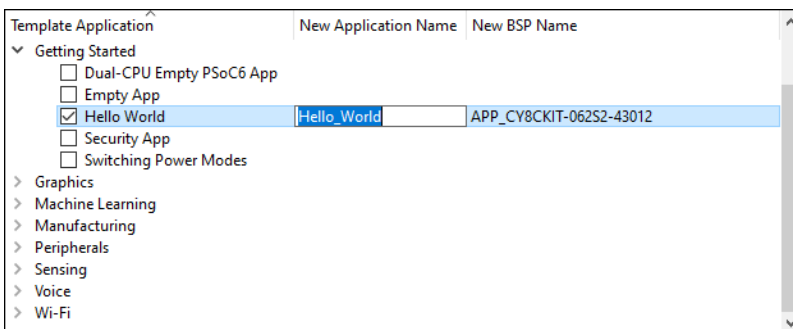 Template Application New Application Name New BSP Name
Getting Started
Dual-CPU Empty PSoC6 App
Empty App
Hello World Hello_World APP_CY8CKIT-062S2-43012
Security App
Switching Power Modes
Graphics
Machine Learning
Manufacturing
Peripherals
Sensing
Voice
Wi-Fi